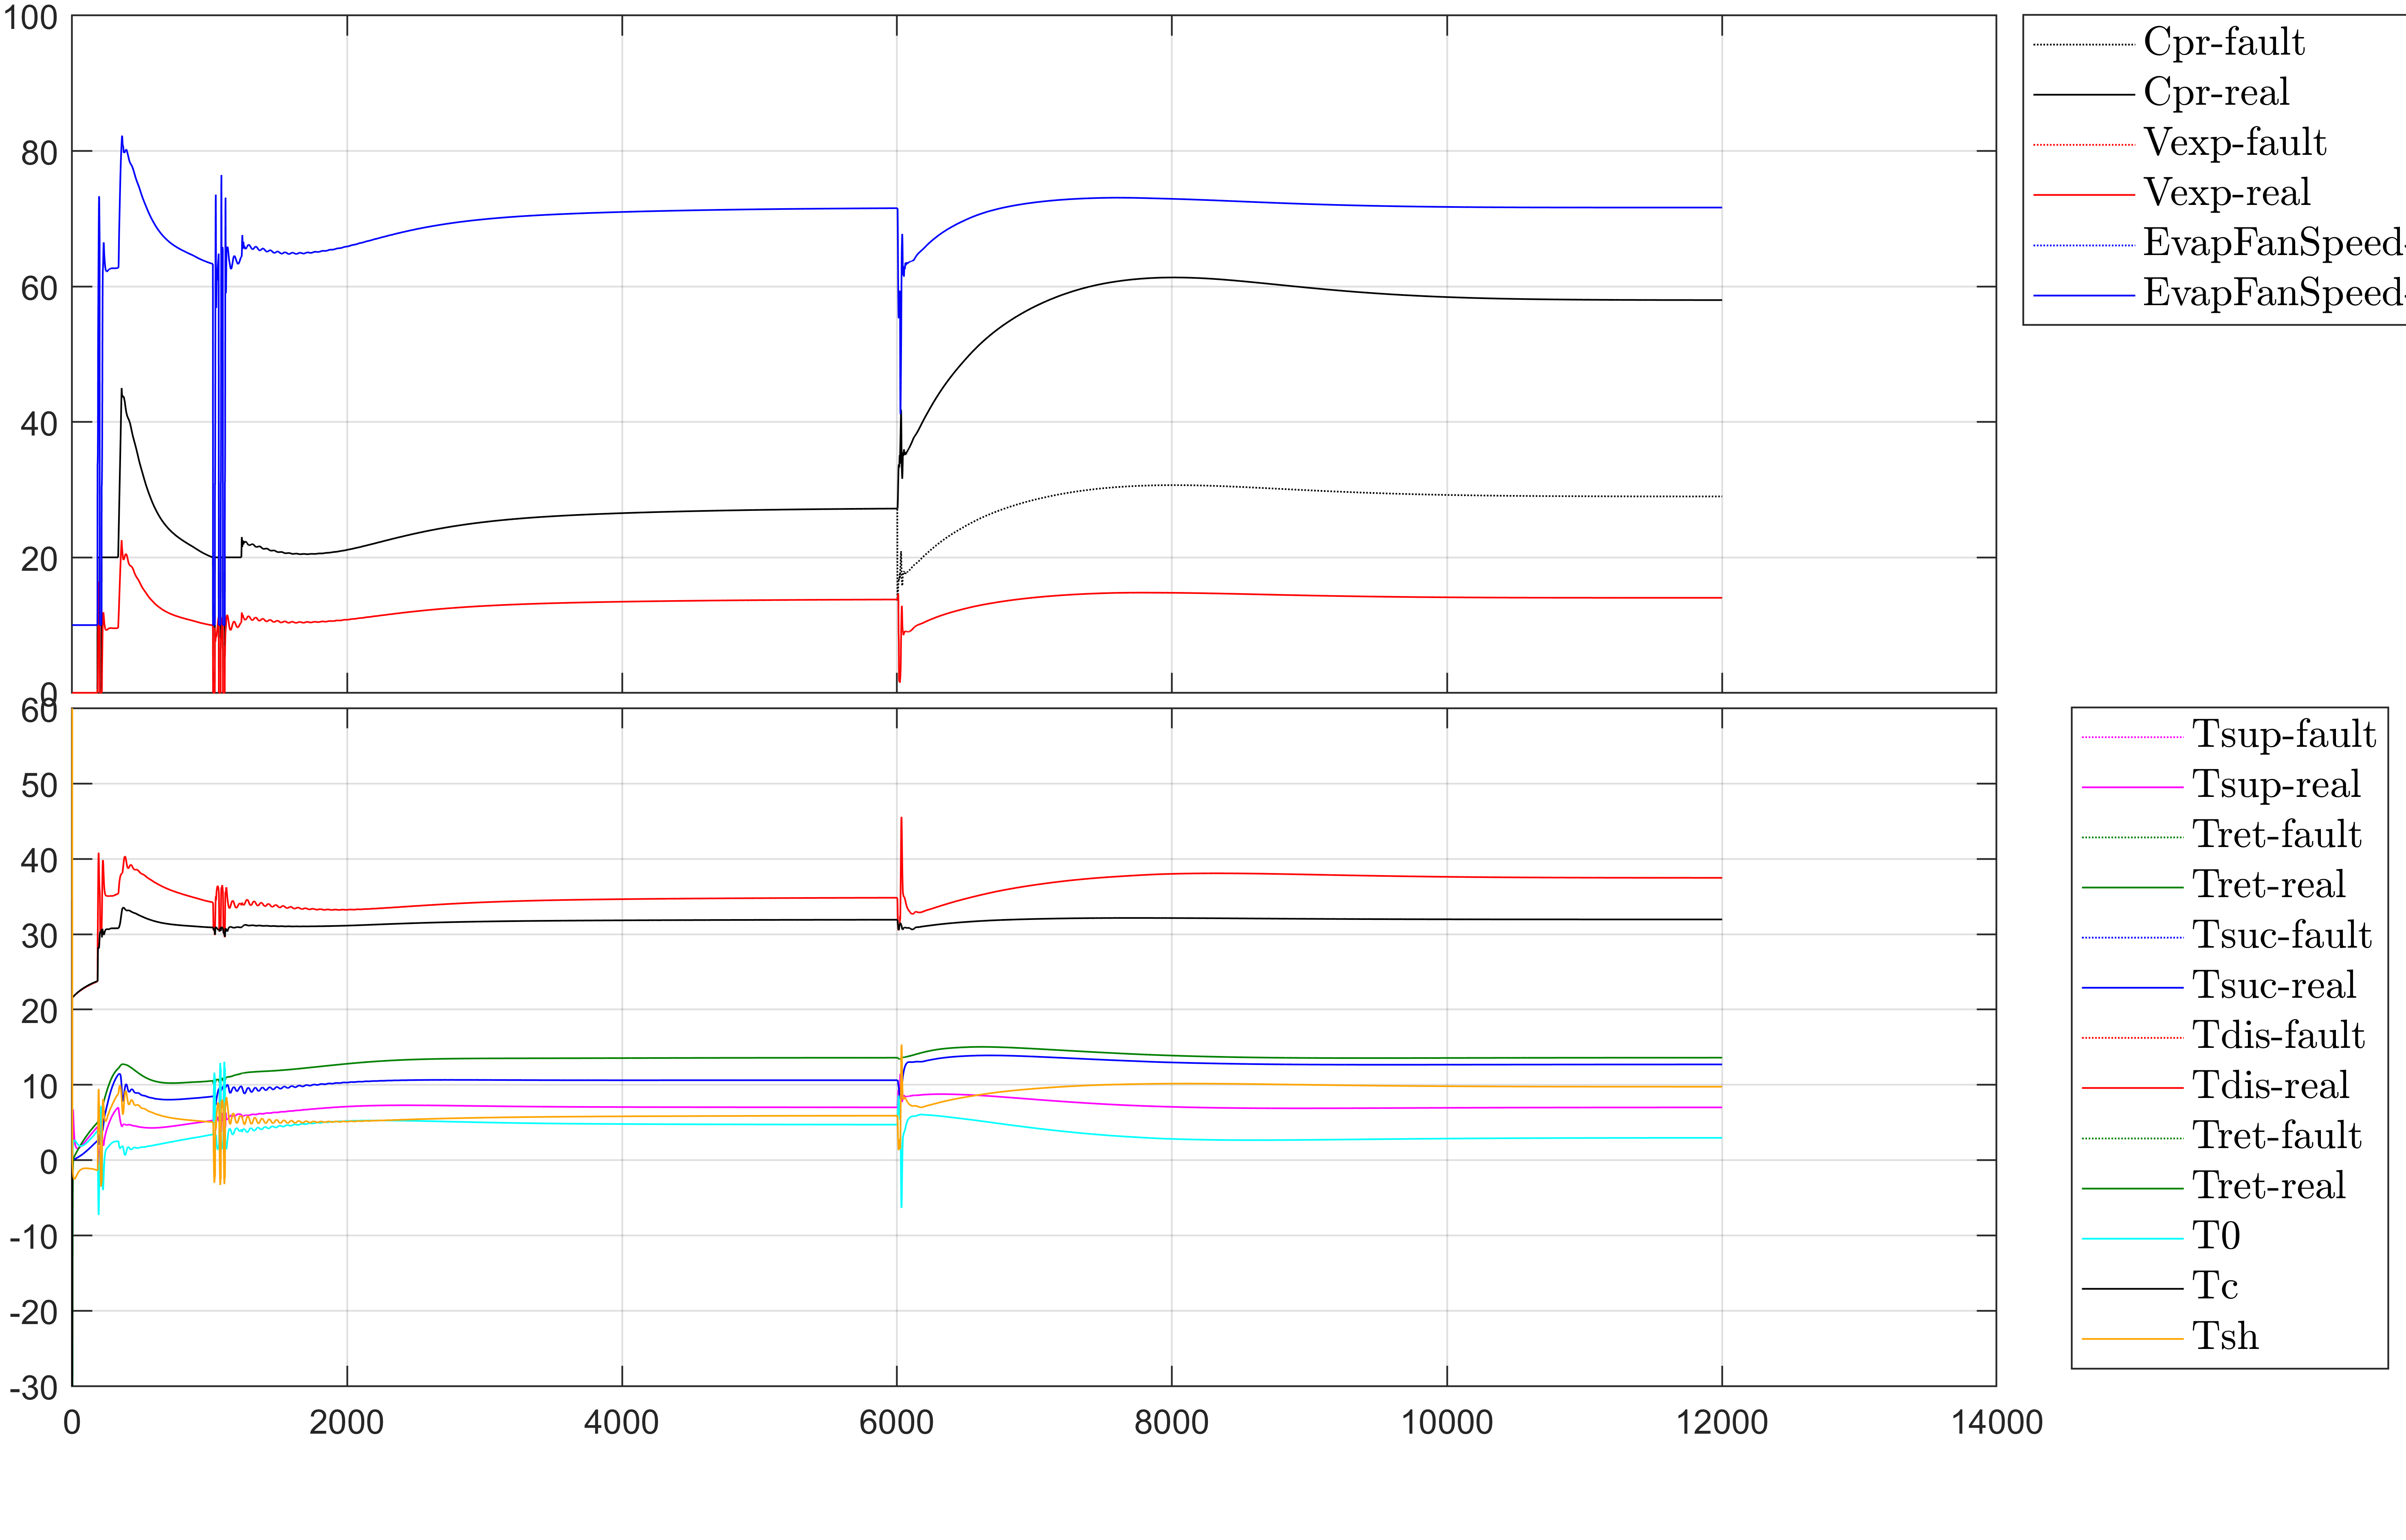 100
80
60
40
20
0
Cpr-fault
Cpr-real
Vexp-fault
Vexp-real
EvapFanSpeed-
EvapFanSpeed-
60
50
40
30
20
10
0
-10
-20
-30
0 2000 4000 6000 8000 10000 12000 14000
Tsup-fault
Tsup-real
Tret-fault
Tret-real
Tsuc-fault
Tsuc-real
Tdis-fault
Tdis-real
Tret-fault
Tret-real
T0
Tc
Tsh